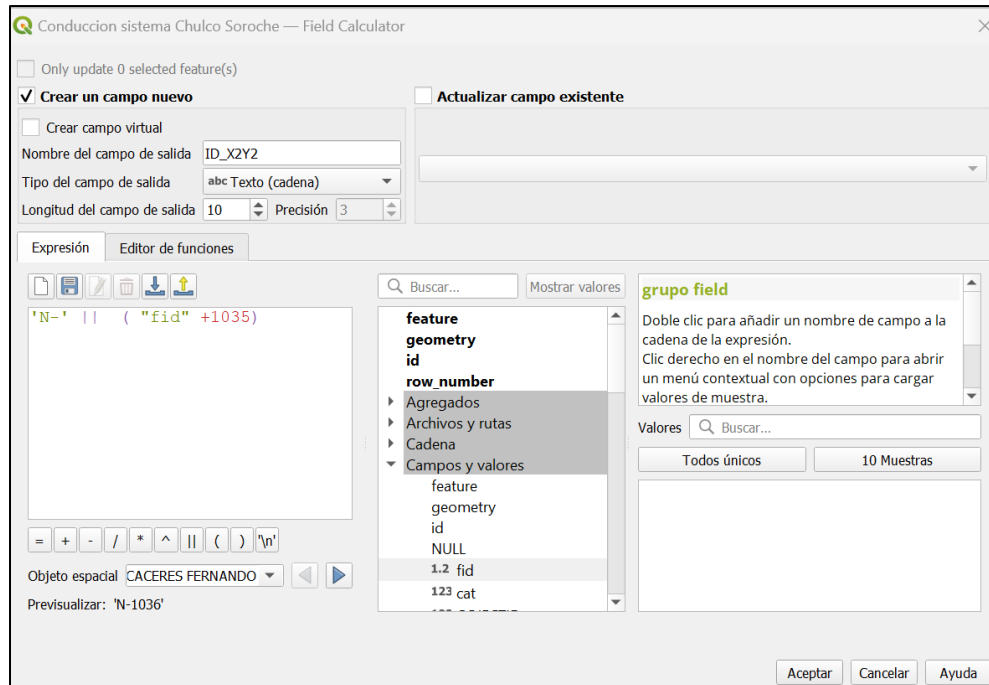 Conduccion sistema Chulco Soroche — Field Calculator
Only update 0 selected feature(s)
Crear un campo nuevo
Actualizar campo existente
Crear campo virtual
Nombre del campo de salida ID_X2Y2
Tipo del campo de salida abc Texto (cadena)
Longitud del campo de salida 10 Precisión 3
Expresión Editor de funciones
'N-' || ( "fid" +1035)
= + - / * ^ || ( ) '\n'
Objeto espacial CACERES FERNANDO
Previsualizar: 'N-1036'
Buscar... Mostrar valores
feature
geometry
id
row_number
Agregados
Archivos y rutas
Cadena
Campos y valores
feature
geometry
id
NULL
1.2 fid
123 cat
grupo field
Doble clic para añadir un nombre de campo a la
cadena de la expresión.
Clic derecho en el nombre del campo para abrir
un menú contextual con opciones para cargar
valores de muestra.
Valores Buscar...
Todos únicos 10 Muestras
Aceptar Cancelar Ayuda